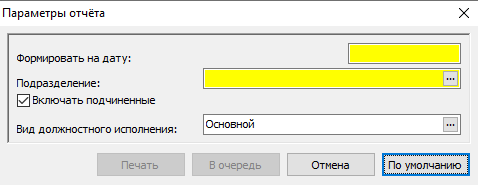 Параметры отчёта
Формировать на дату:
Подразделение:
Включать подчиненные
Вид должностного исполнения: Основной
Печать В очередь Отмена По умолчанию